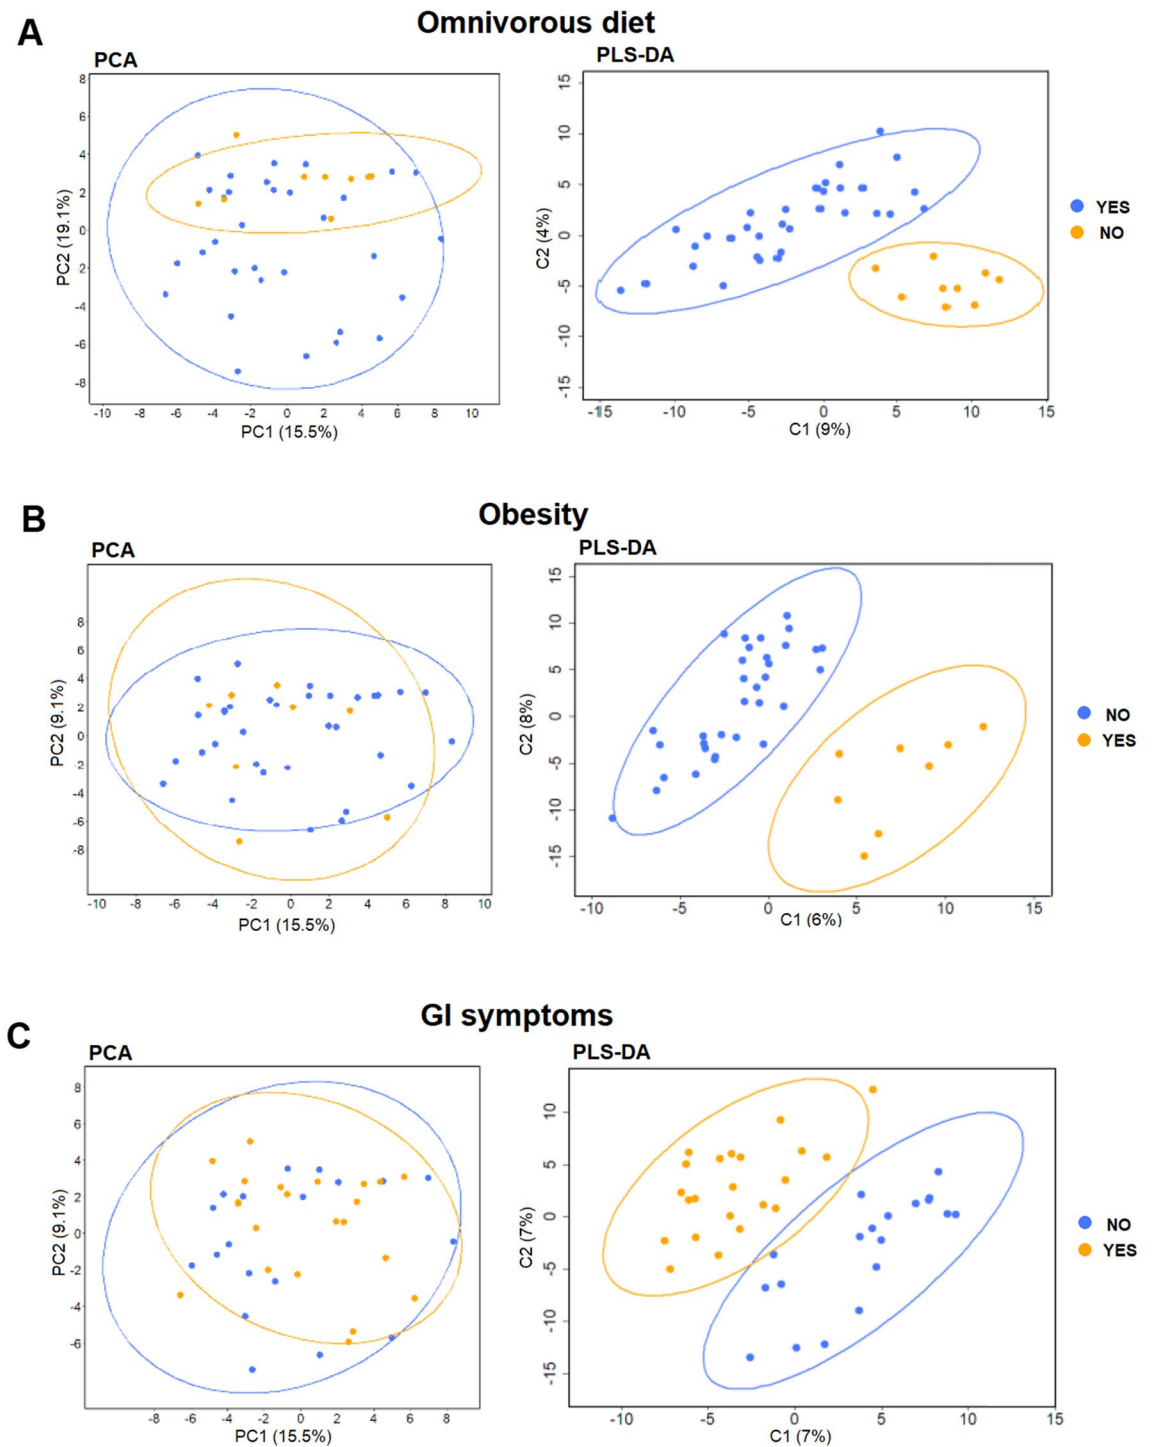 A
Omnivorous diet
PCA
PLS-DA
8
6
4
2
0
-2
-4
-6
-8
PC2 (19.1%)
-10 -8 -6 -4 -2 0 2 4 6 8 10
PC1 (15.5%)
15
10
5
0
-5
-10
-15
C2 (4%)
-15 -10 -5 0 5 10 15
C1 (9%)
YES
NO
B
Obesity
PCA
PLS-DA
8
6
4
2
0
-2
-4
-6
-8
PC2 (9.1%)
-10 -8 -6 -4 -2 0 2 4 6 8 10
PC1 (15.5%)
15
10
5
0
-5
-10
-15
C2 (8%)
-10 -5 0 5 10 15
C1 (6%)
NO
YES
C
GI symptoms
PCA
PLS-DA
8
6
4
2
0
-2
-4
-6
PC2 (9.1%)
-8 -6 -4 -2 0 2 4 6 8
PC1 (15.5%)
10
5
0
-5
-10
-15
C2 (7%)
-10 -5 0 5 10 15
C1 (7%)
NO
YES